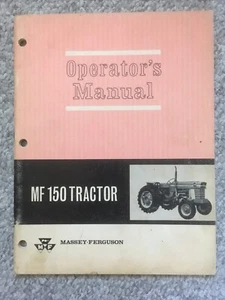 Operator's
Manual
MF 150 TRACTOR
MASSEY-FERGUSON